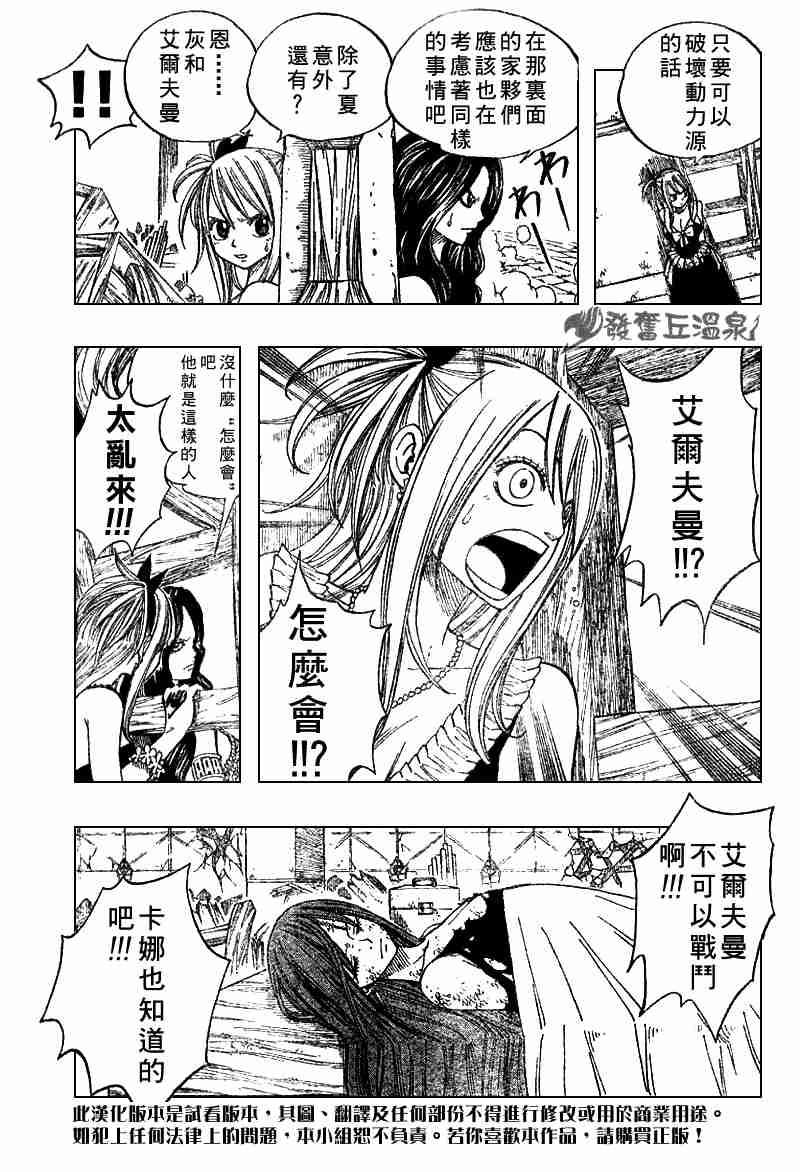 只要可以
破壞動力源
的話
在那裏面
的家夥們
應該也在
考慮著同樣
的事情吧
除了夏
意外
還有？
恩……
灰和
艾爾夫曼
!!
わー
わー
發奮丘溫泉
艾爾夫曼!!?
怎麼會!!?
沒什麼“怎麼會”
吧
他就是這樣的人
太亂來!!!
艾爾夫曼
不可以戰鬥
啊!!!
卡娜也知道的
吧!!!
此漢化版本是試看版本，其圖、翻譯及任何部份不得進行修改或用於商業用途。
如犯上任何法律上的問題，本小組恕不負責。若你喜歡本作品，請購買正版！